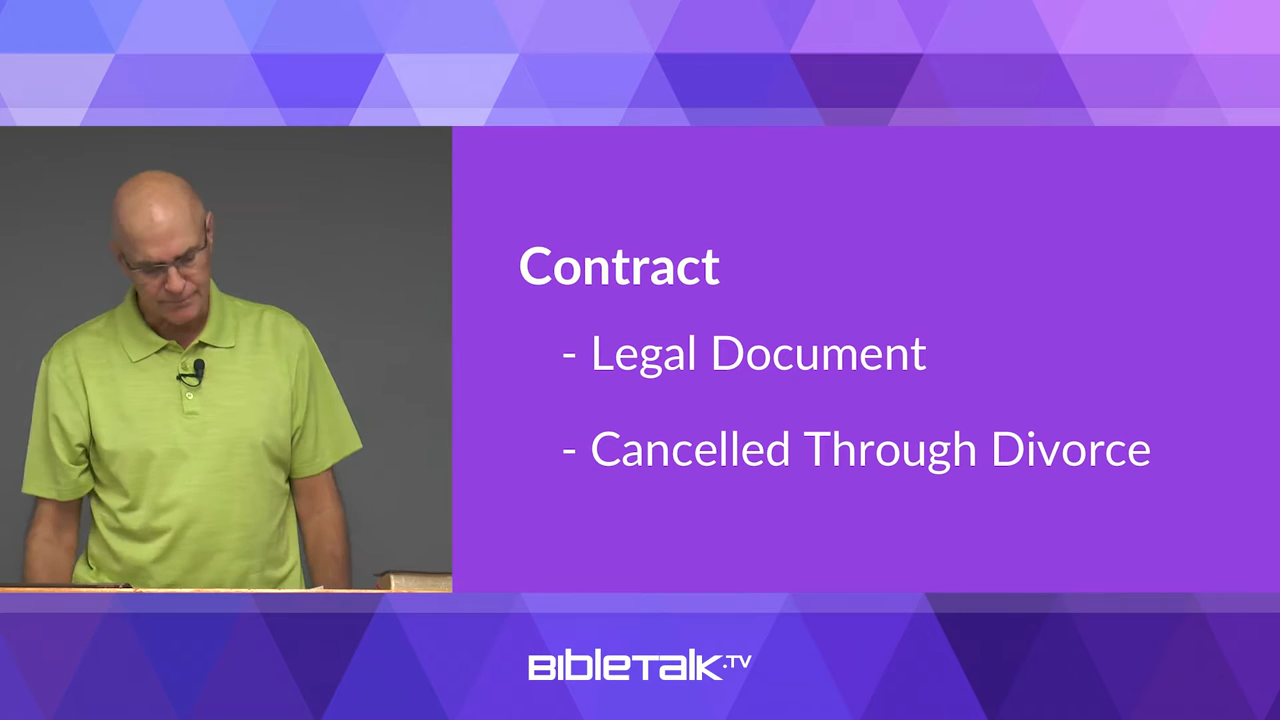 Contract
- Legal Document
- Cancelled Through Divorce
BiBleTalk.TV